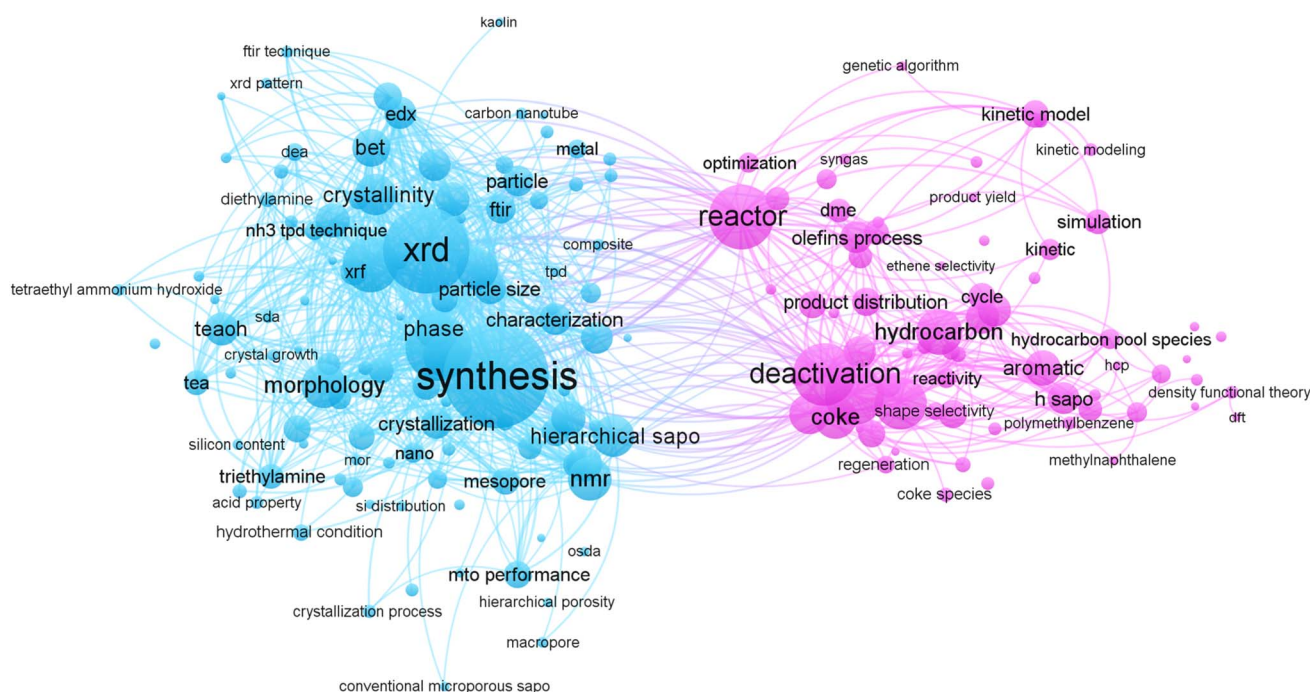 kaolin
ftir technique
genetic algorithm
xrd pattern
edx
carbon nanotube
kinetic model
bet
metal
kinetic modeling
dea
optimization
syngas
crystallinity
particle
diethylamine
product yield
ftir
reactor
dme
simulation
nh3 tpd technique
olefins process
xrd
composite
kinetic
xrf
tpd
ethene selectivity
tetraethyl ammonium hydroxide
particle size
product distribution
cycle
sda
teaoh
phase
characterization
hydrocarbon
hydrocarbon pool species
crystal growth
aromatic
hcp
tea
morphology
synthesis
deactivation
reactivity
density functional theory
h sapo
coke
shape selectivity
dft
crystallization
polymethylbenzene
silicon content
hierarchical sapo
mor
nano
regeneration
methylnaphthalene
triethylamine
mesopore
nmr
acid property
si distribution
coke species
hydrothermal condition
osda
mto performance
crystallization process
hierarchical porosity
macropore
conventional microporous sapo